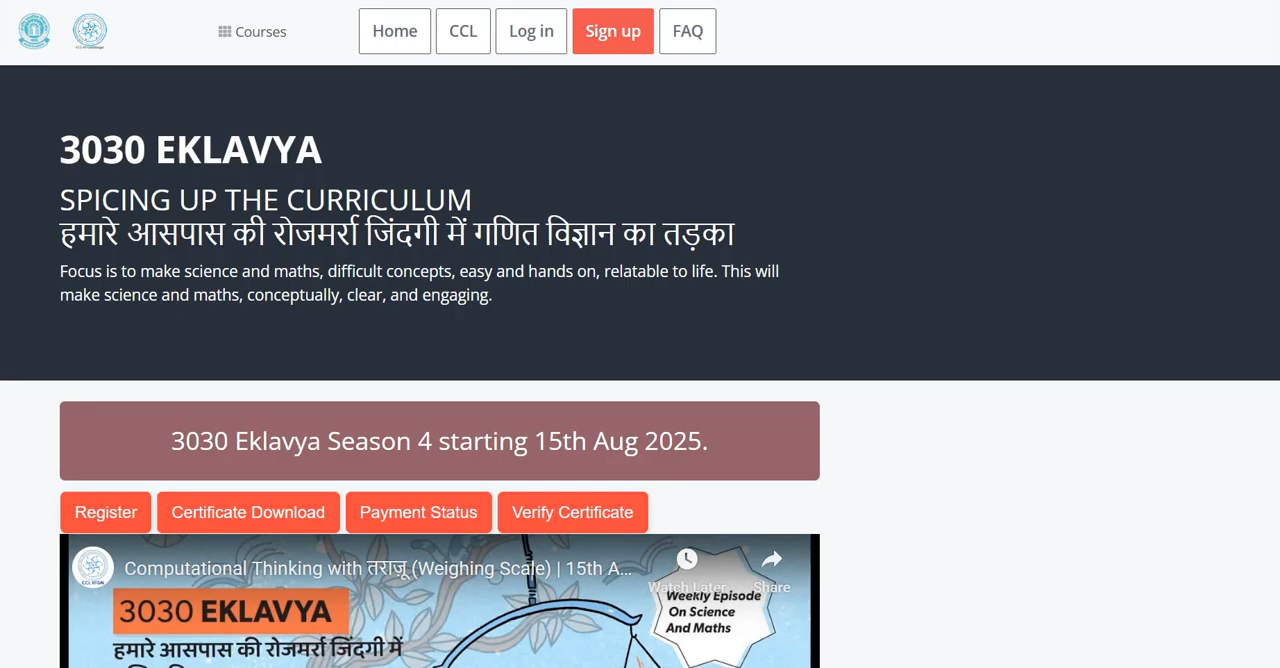 Courses
Home
CCL
Log in
Sign up
FAQ
3030 EKLAVYA
SPICING UP THE CURRICULUM
हमारे आसपास की रोजमर्रा जिंदगी में गणित विज्ञान का तड़का
Focus is to make science and maths, difficult concepts, easy and hands on, relatable to life. This will
make science and maths, conceptually, clear, and engaging.
3030 Eklavya Season 4 starting 15th Aug 2025.
Register
Certificate Download
Payment Status
Verify Certificate
Computational Thinking with तराजू (Weighing Scale) | 15th A...
Watch Later
Share
3030 EKLAVYA
Weekly Episode
On Science
And Maths
हमारे आसपास की रोजमर्रा जिंदगी में